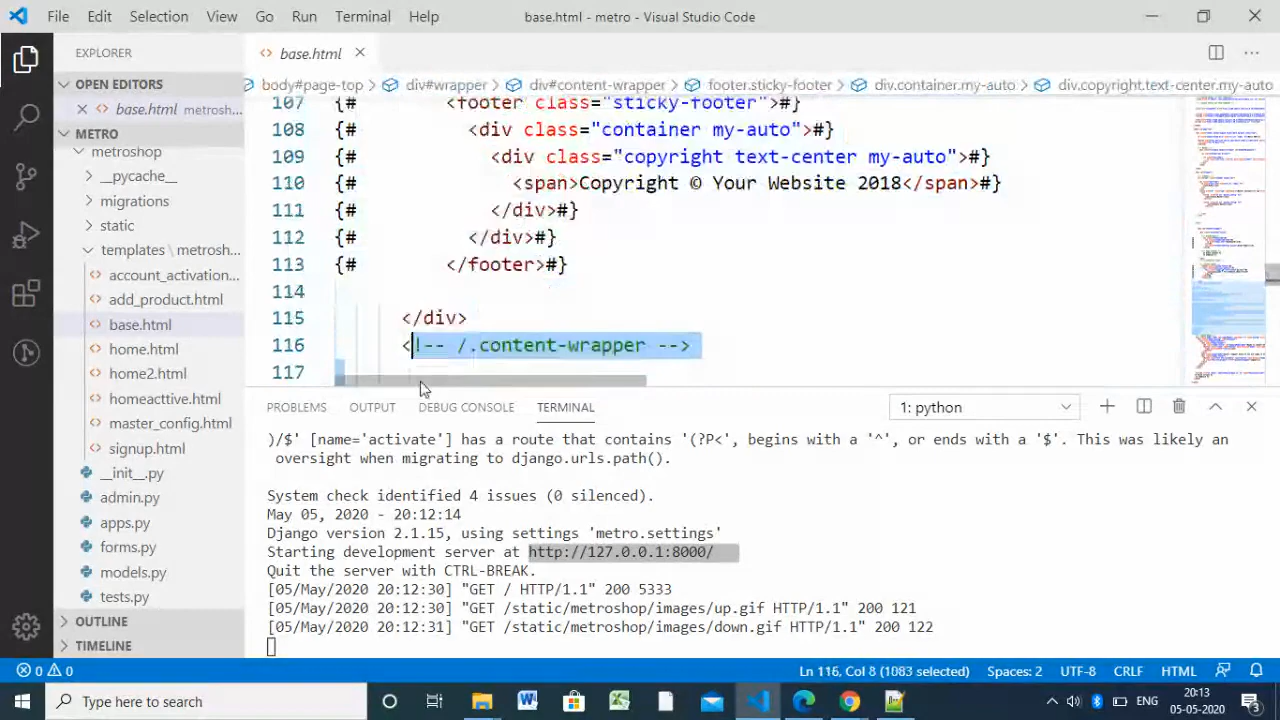 File Edit Selection View Go Run Terminal Help base.html - metro - Visual Studio Code
EXPLORER
base.html
OPEN EDITORS
base.html metrosh...
body#page-top > div#wrapper > div#content-wrapper > footer.sticky-footer > div.container.my-auto > div.copyright.text-center.my-auto
METRO
metroshop
__pycache__
migrations
static
templates \ metrosh...
account_activation...
add_product.html
base.html
home.html
home2.html
homeacttive.html
master_config.html
signup.html
__init__.py
admin.py
apps.py
forms.py
models.py
tests.py
OUTLINE
TIMELINE
107 {# <footer class="sticky-footer">#}
108 {# <div class="container my-auto">#}
109 {# <div class="copyright text-center my-auto">#}
110 {# <span>Copyright © Your Website 2018</span>#}
111 {# </div>#}
112 {# </div>#}
113 {# </footer>#}
114
115 </div>
116 <!-- /.content-wrapper --
117
PROBLEMS OUTPUT DEBUG CONSOLE TERMINAL 1: python
)/$' [name='activate'] has a route that contains '(?P<', begins with a '^', or ends with a '$'. This was likely an
oversight when migrating to django.urls.path().
System check identified 4 issues (0 silenced).
May 05, 2020 - 20:12:14
Django version 2.1.15, using settings 'metro.settings'
Starting development server at http://127.0.0.1:8000/
Quit the server with CTRL-BREAK.
[05/May/2020 20:12:30] "GET / HTTP/1.1" 200 5333
[05/May/2020 20:12:30] "GET /static/metroshop/images/up.gif HTTP/1.1" 200 121
[05/May/2020 20:12:31] "GET /static/metroshop/images/down.gif HTTP/1.1" 200 122
0 0 Ln 116, Col 8 (1083 selected) Spaces: 2 UTF-8 CRLF HTML
Type here to search
ENG
20:13
05-05-2020
3